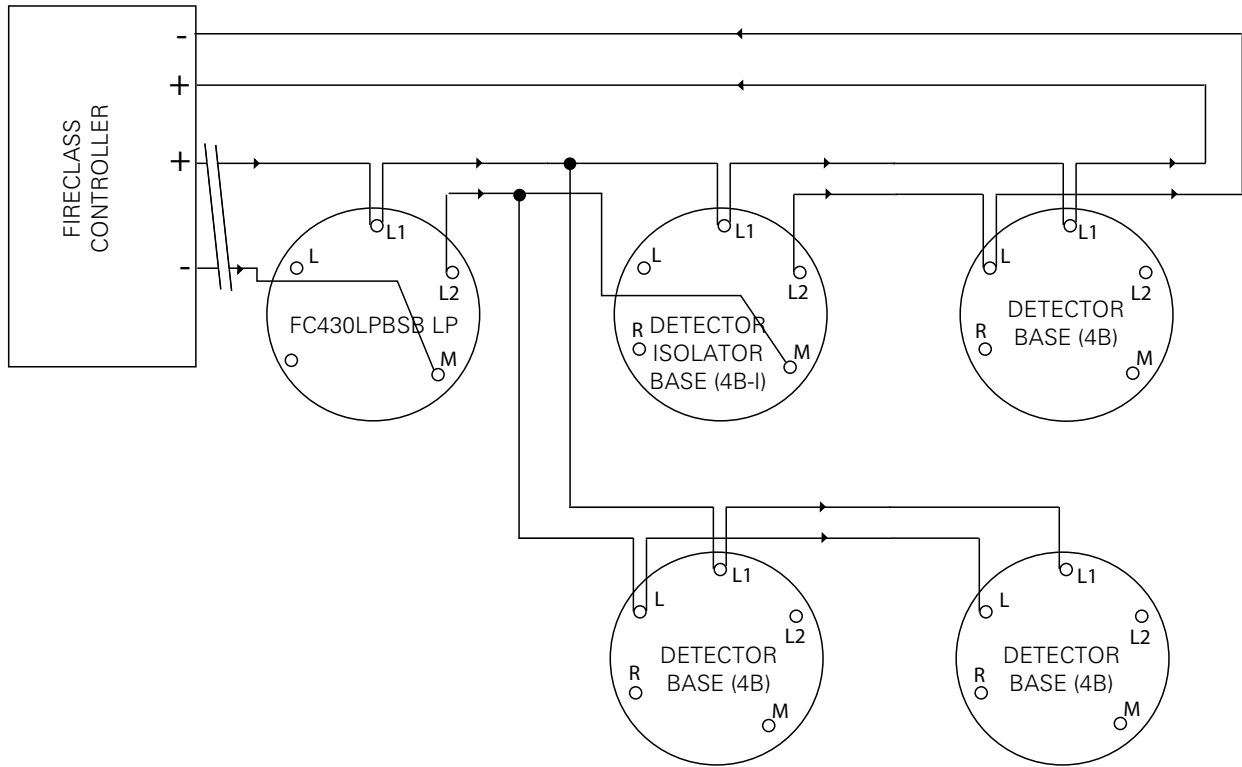 FIRECLASS
CONTROLLER
-
+
+
-
L1
L
L2
FC430LPBSB LP
M
L1
L
L2
R
DETECTOR
ISOLATOR
BASE (4B-I)
M
L1
L
L2
R
DETECTOR
BASE (4B)
M
L1
L
L2
R
DETECTOR
BASE (4B)
M
L1
L
L2
R
DETECTOR
BASE (4B)
M